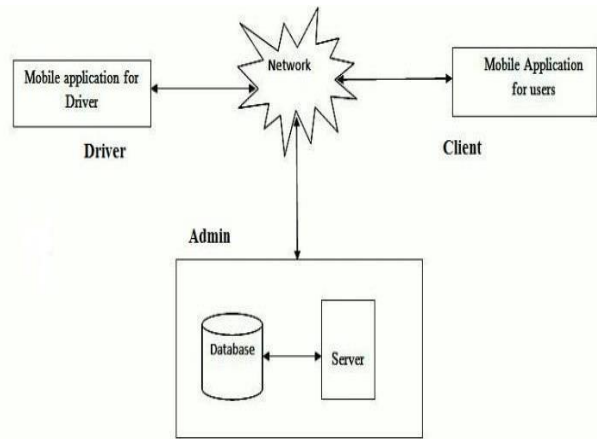 Network
Mobile application for
Driver
Mobile Application
for users
Driver
Client
Admin
Database
Server